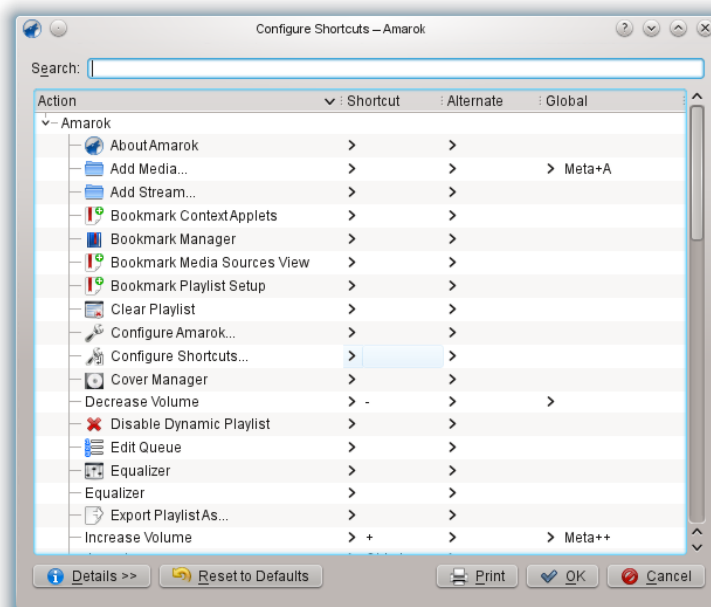 Configure Shortcuts – Amarok
Search:
Action Shortcut Alternate Global
Amarok
About Amarok
Add Media...
Meta+A
Add Stream...
Bookmark Context Applets
Bookmark Manager
Bookmark Media Sources View
Bookmark Playlist Setup
Clear Playlist
Configure Amarok...
Configure Shortcuts...
Cover Manager
Decrease Volume -
Disable Dynamic Playlist
Edit Queue
Equalizer
Equalizer
Export Playlist As...
Increase Volume + Meta++
Details >> Reset to Defaults Print OK Cancel